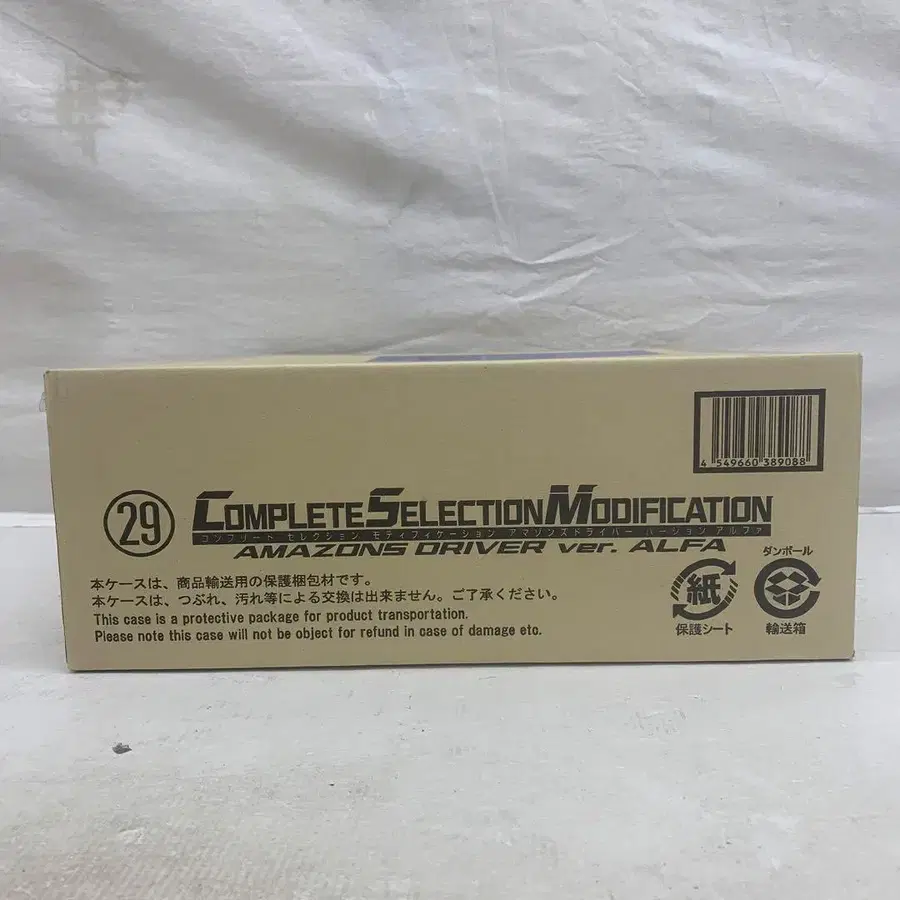 4 549660 389088
29
COMPLETE SELECTION MODIFICATION
コンプリート セレクション モディフィケーション アマゾンズドライバー バージョン アルファ
AMAZONS DRIVER ver. ALFA
本ケースは、商品輸送用の保護梱包材です。
本ケースは、つぶれ、汚れ等による交換は出来ません。ご了承ください。
This case is a protective package for product transportation.
Please note this case will not be object for refund in case of damage eto.
紙
保護シート
ダンボール
輸送箱